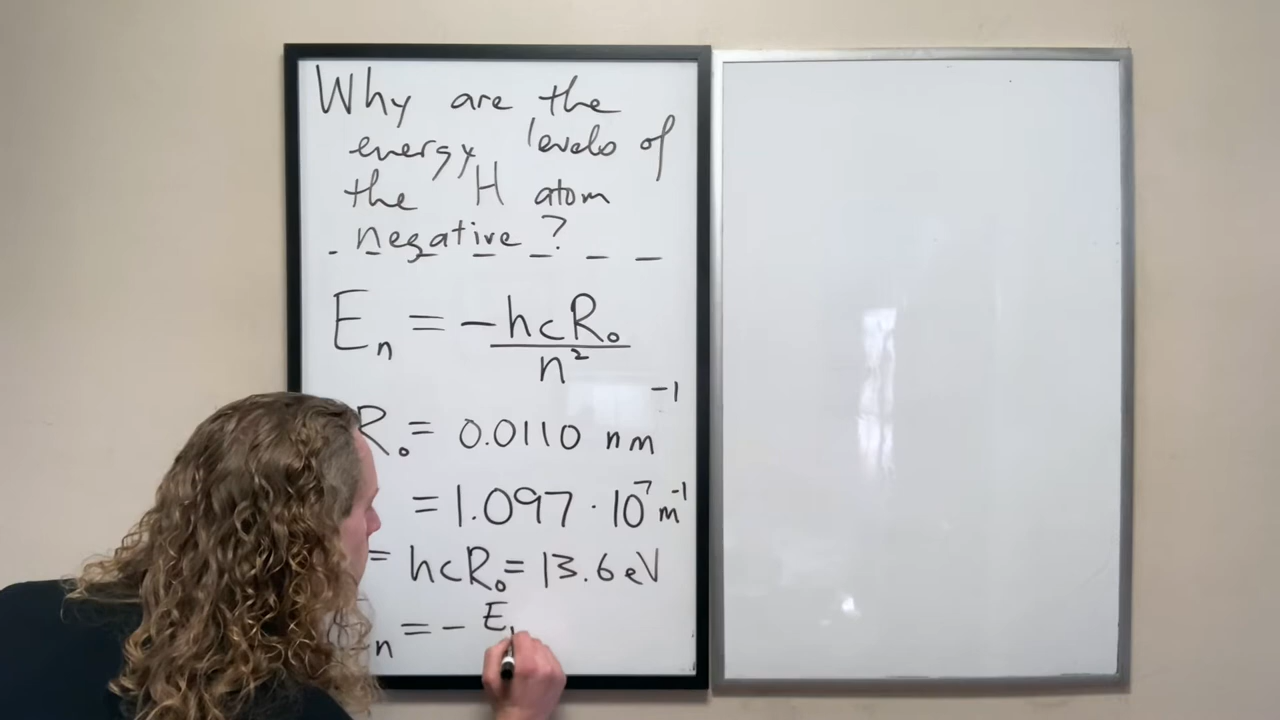 Why are the
energy levels of
the H atom
negative ?
Eₙ = -hcR₀
n²
R₀ = 0.0110 nm⁻¹
= 1.097 · 10⁷ m⁻¹
= hcR₀ = 13.6 eV
n = - E